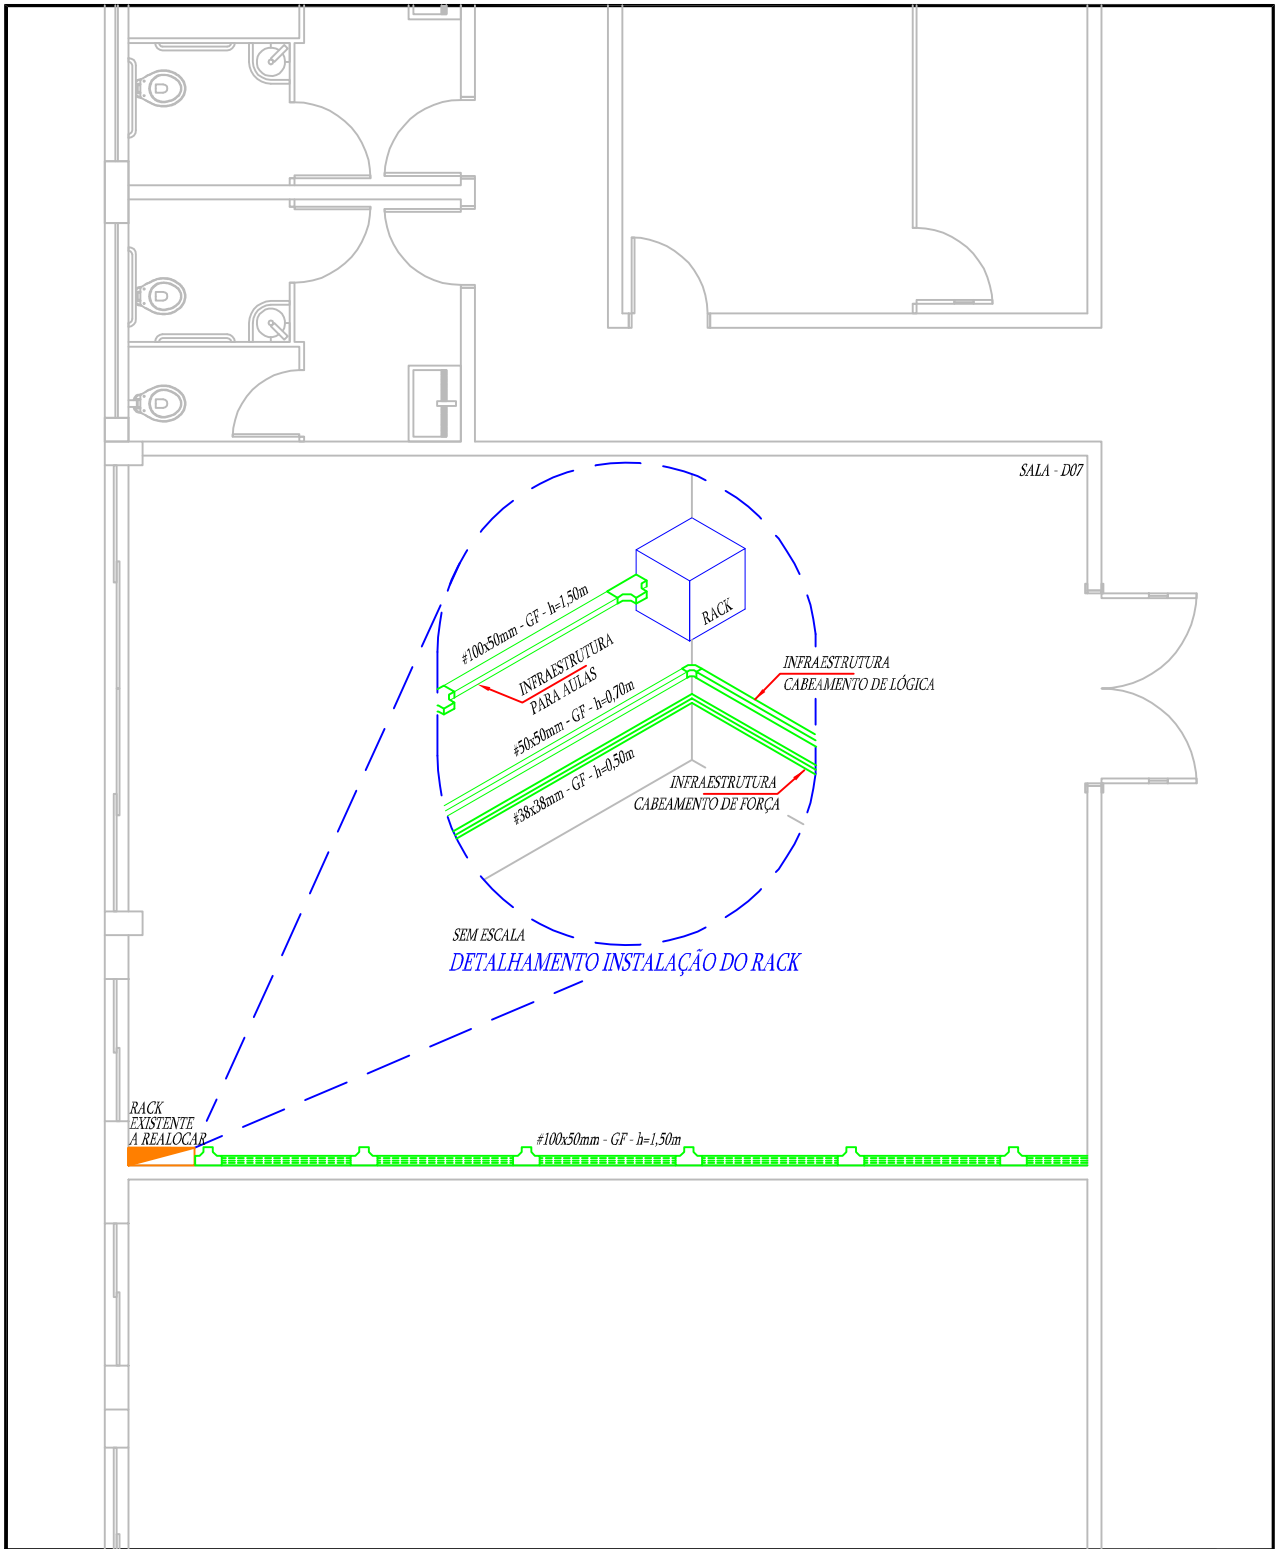 SALA - D07
#100x50mm - GF - h=1,50m
RACK
INFRAESTRUTURA
PARA AULAS
INFRAESTRUTURA
CABEAMENTO DE LÓGICA
#50x50mm - GF - h=0,70m
#38x38mm - GF - h=0,50m
INFRAESTRUTURA
CABEAMENTO DE FORÇA
SEM ESCALA
DETALHAMENTO INSTALAÇÃO DO RACK
RACK
EXISTENTE
A REALOCAR
#100x50mm - GF - h=1,50m